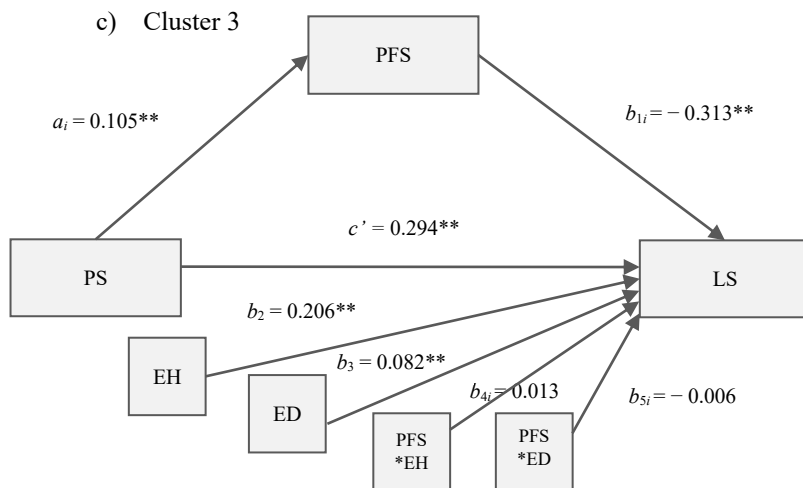 c) Cluster 3
PFS
aᵢ = 0.105**
b₁ᵢ = − 0.313**
c’ = 0.294**
PS
LS
b₂ = 0.206**
EH
b₃ = 0.082**
ED
b₄ᵢ = 0.013
b₅ᵢ = − 0.006
PFS
*EH
PFS
*ED